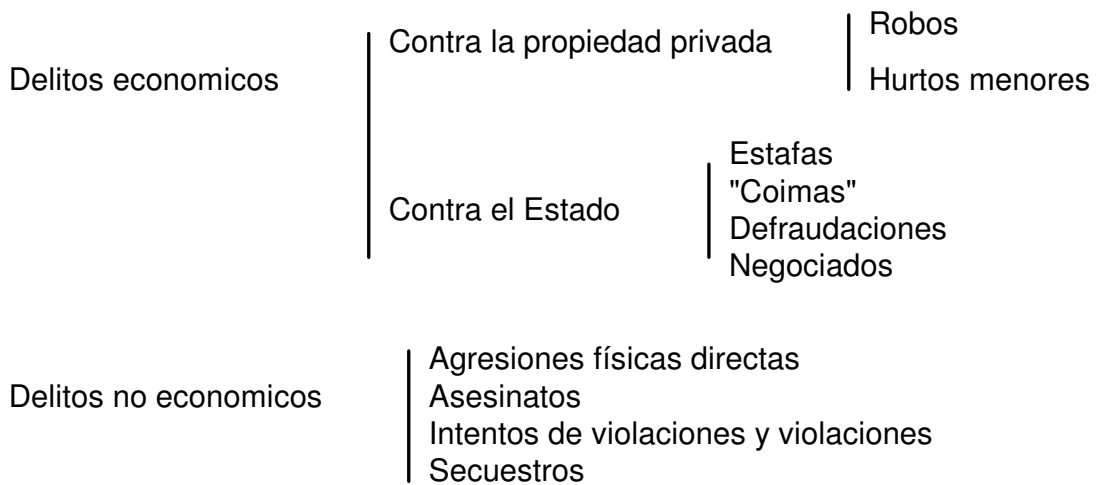 Delitos economicos
Contra la propiedad privada
Robos
Hurtos menores
Contra el Estado
Estafas
"Coimas"
Defraudaciones
Negociados
Delitos no economicos
Agresiones físicas directas
Asesinatos
Intentos de violaciones y violaciones
Secuestros